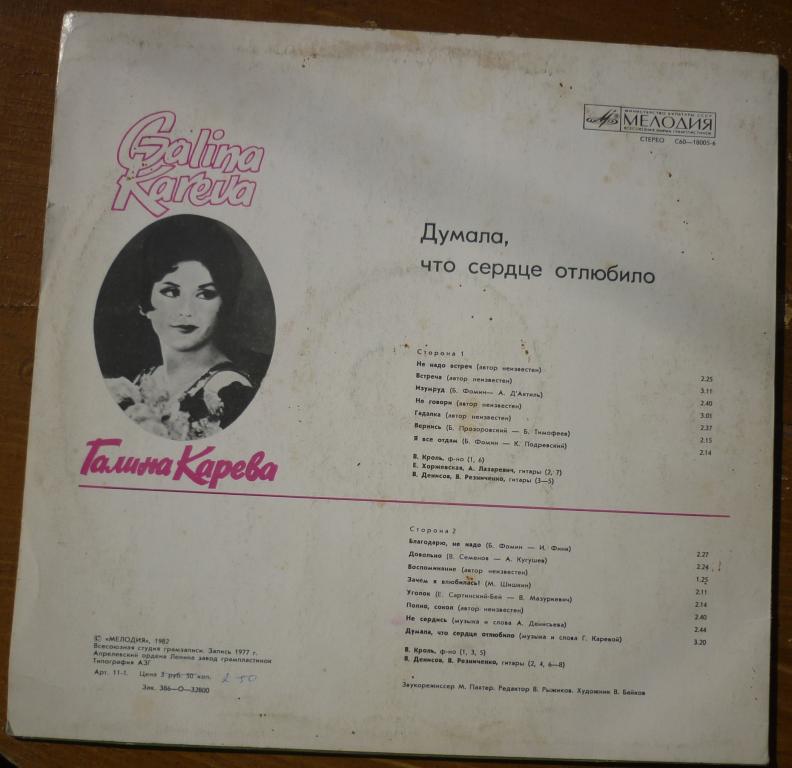 Galina
Kareva
МИНИСТЕРСТВО КУЛЬТУРЫ СССР
МЕЛОДИЯ
ВСЕСОЮЗНАЯ ФИРМА ГРАМПЛАСТИНОК
СТЕРЕО С60—18005-6
Думала,
что сердце отлюбило
Галина Карева
Сторона 1
Не надо встреч (автор неизвестен) 2.25
Встреча (автор неизвестен) 3.11
Изумруд (Б. Фомин— А. Д'Актиль) 2.40
Не говори (автор неизвестен) 3.01
Гадалка (автор неизвестен) 2.37
Вернись (Б. Прозоровский — Б. Тимофеев) 2.15
Я все отдам (Б. Фомин — К. Подревский) 2.14
В. Кроль, ф-но (1, 6)
Е. Хоржевская, А. Лазаревич, гитары (2, 7)
В. Денисов, В. Резниченко, гитары (3—5)
Сторона 2
Благодарю, не надо (Б. Фомин — И. Финк) 2.27
Довольно (В. Семенов — А. Кугушев) 2.24
Воспоминание (автор неизвестен) 1.25
Зачем я влюбилась! (М. Шишкин) 2.11
Уголок (Е. Сартинский-Бей — В. Мазуркевич) 2.14
Полно, сокол (автор неизвестен) 2.40
Не сердись (музыка и слова А. Денисьева) 2.44
Думала, что сердце отлюбило (музыка и слова Г. Каревой) 3.20
В. Кроль, ф-но (1, 3, 5)
В. Денисов, В. Резниченко, гитары (2, 4, 6—8)
Звукорежиссер М. Пахтер. Редактор В. Рыжиков. Художник В. Бейков
© «МЕЛОДИЯ», 1982
Всесоюзная студия грамзаписи. Запись 1977 г.
Апрелевский ордена Ленина завод грампластинок
Типография АЗГ
Арт. 11-1. Цена 3 руб. 50 коп. 2-50
Зак. 386—О—32800